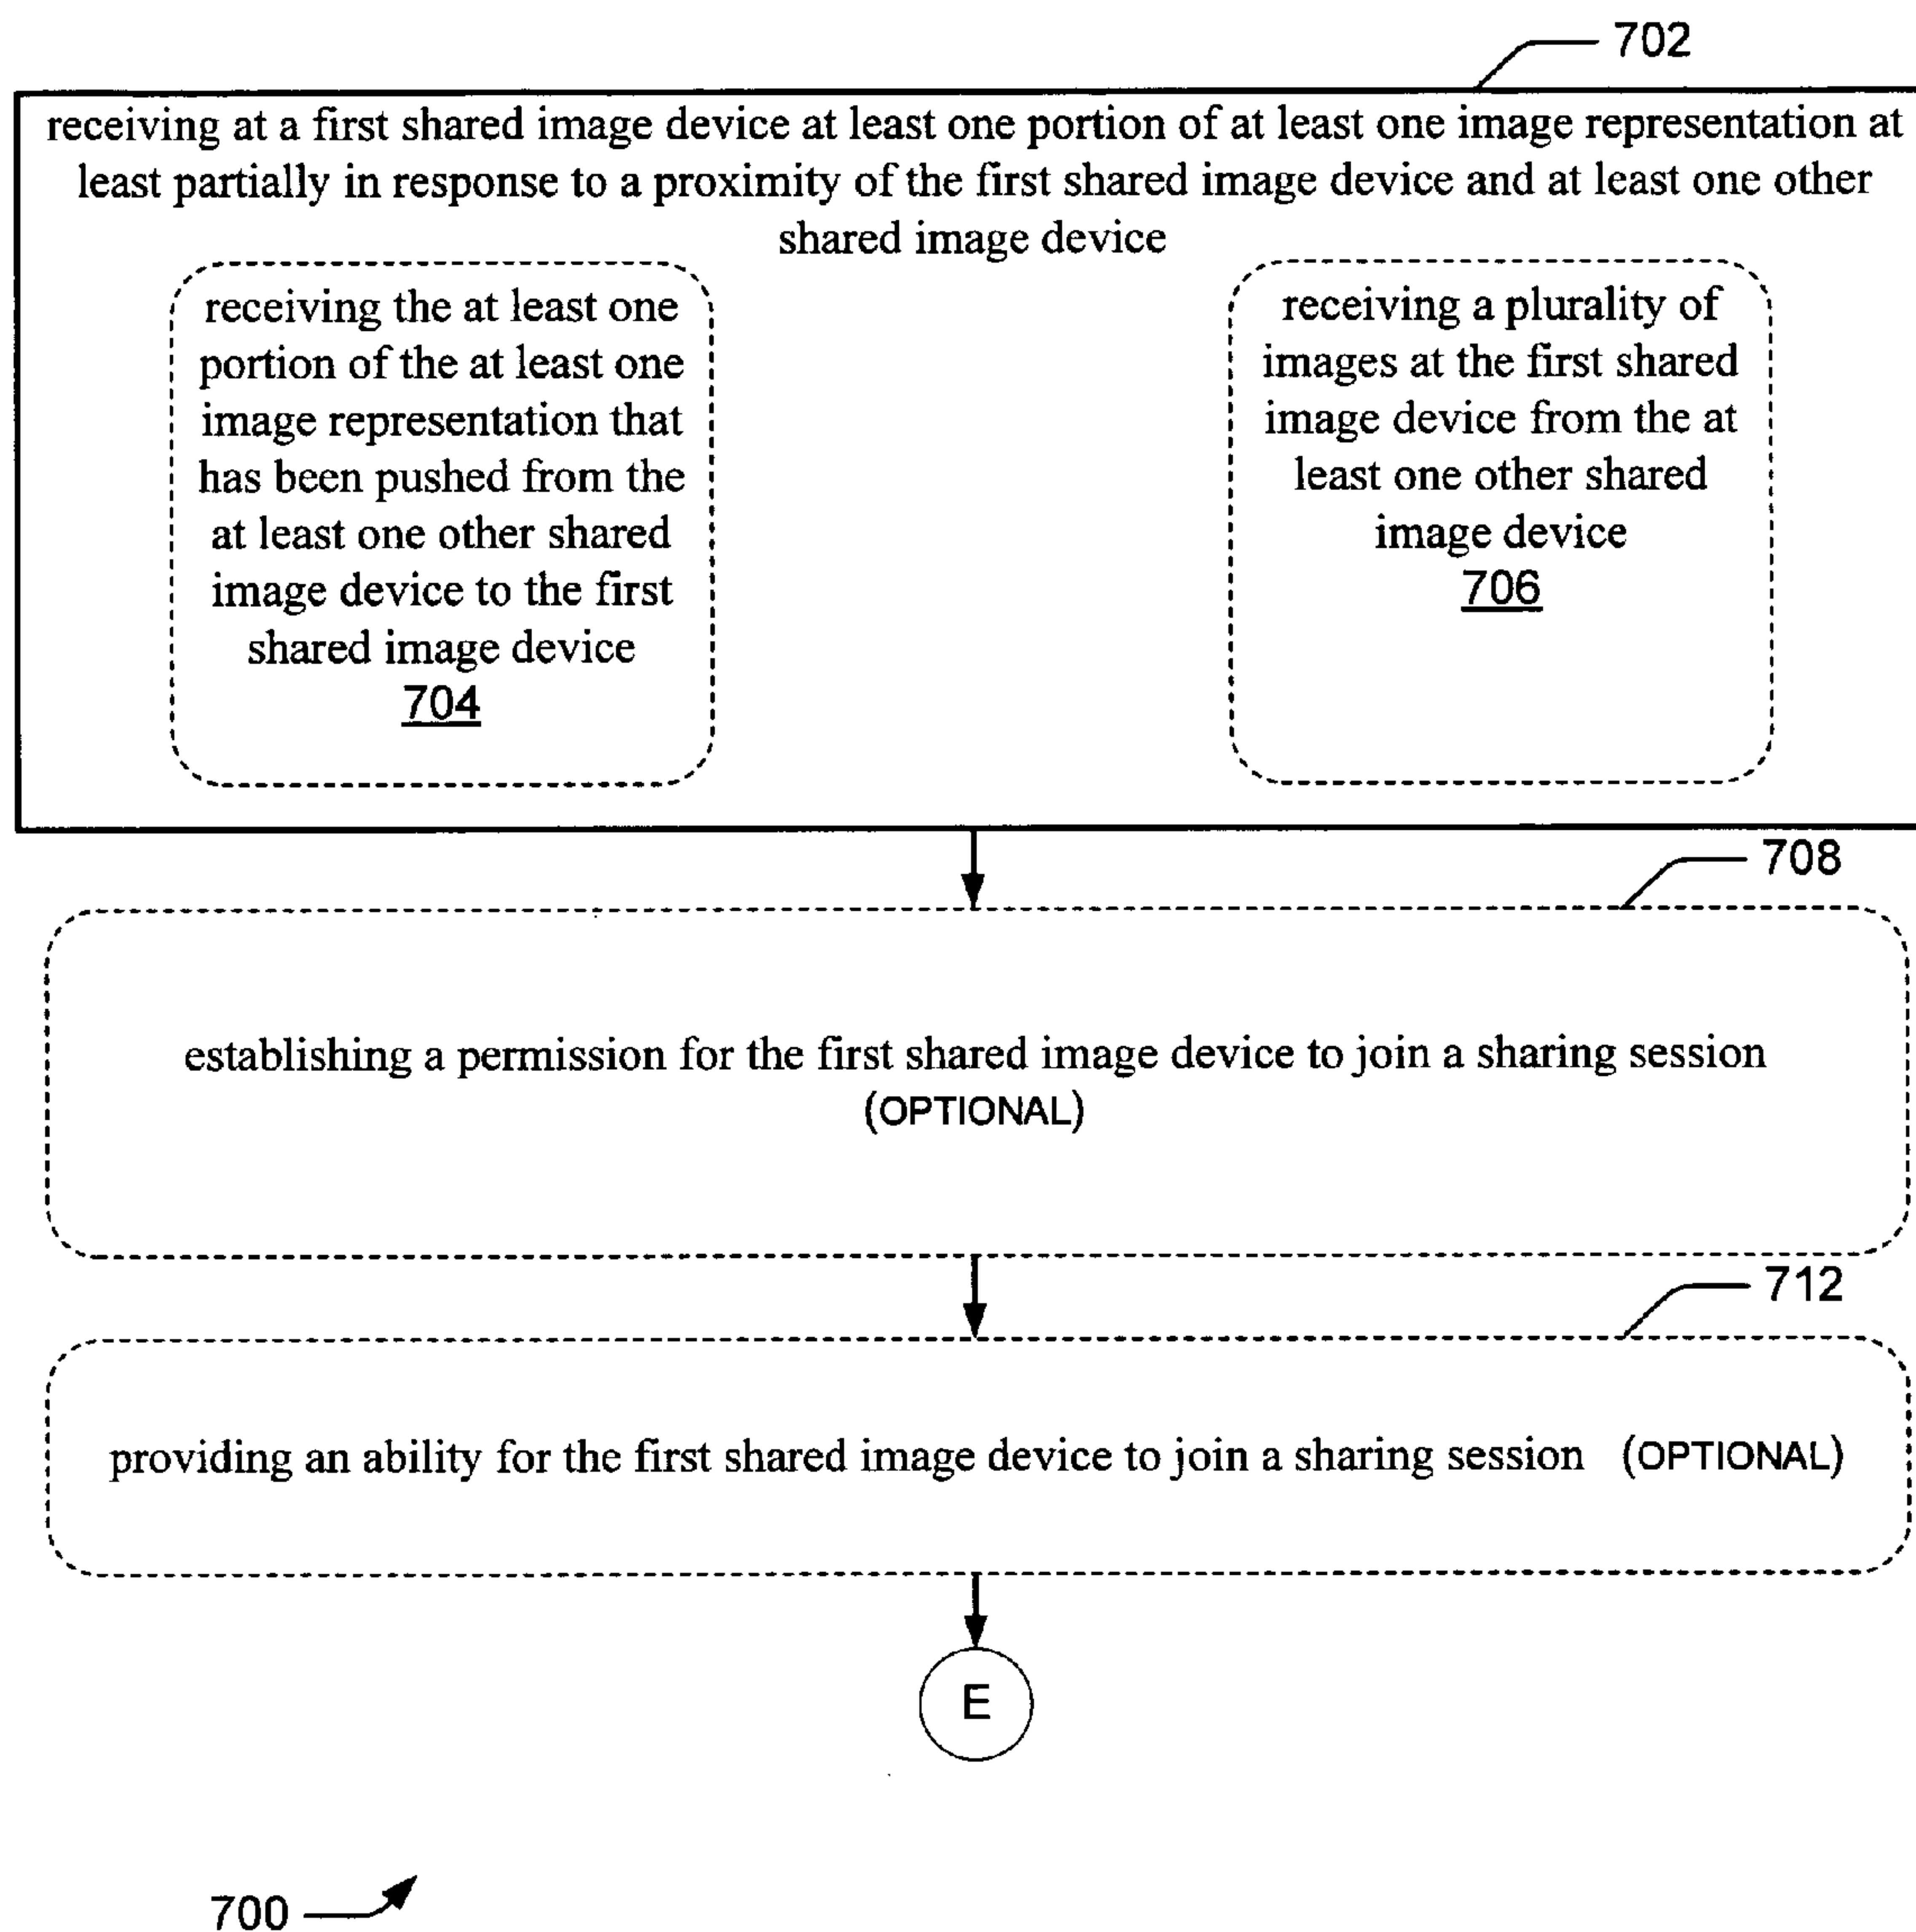 702
receiving at a first shared image device at least one portion of at least one image representation at
least partially in response to a proximity of the first shared image device and at least one other
shared image device
receiving the at least one
portion of the at least one
image representation that
has been pushed from the
at least one other shared
image device to the first
shared image device
704
receiving a plurality of
images at the first shared
image device from the at
least one other shared
image device
706
708
establishing a permission for the first shared image device to join a sharing session
(OPTIONAL)
712
providing an ability for the first shared image device to join a sharing session (OPTIONAL)
E
700